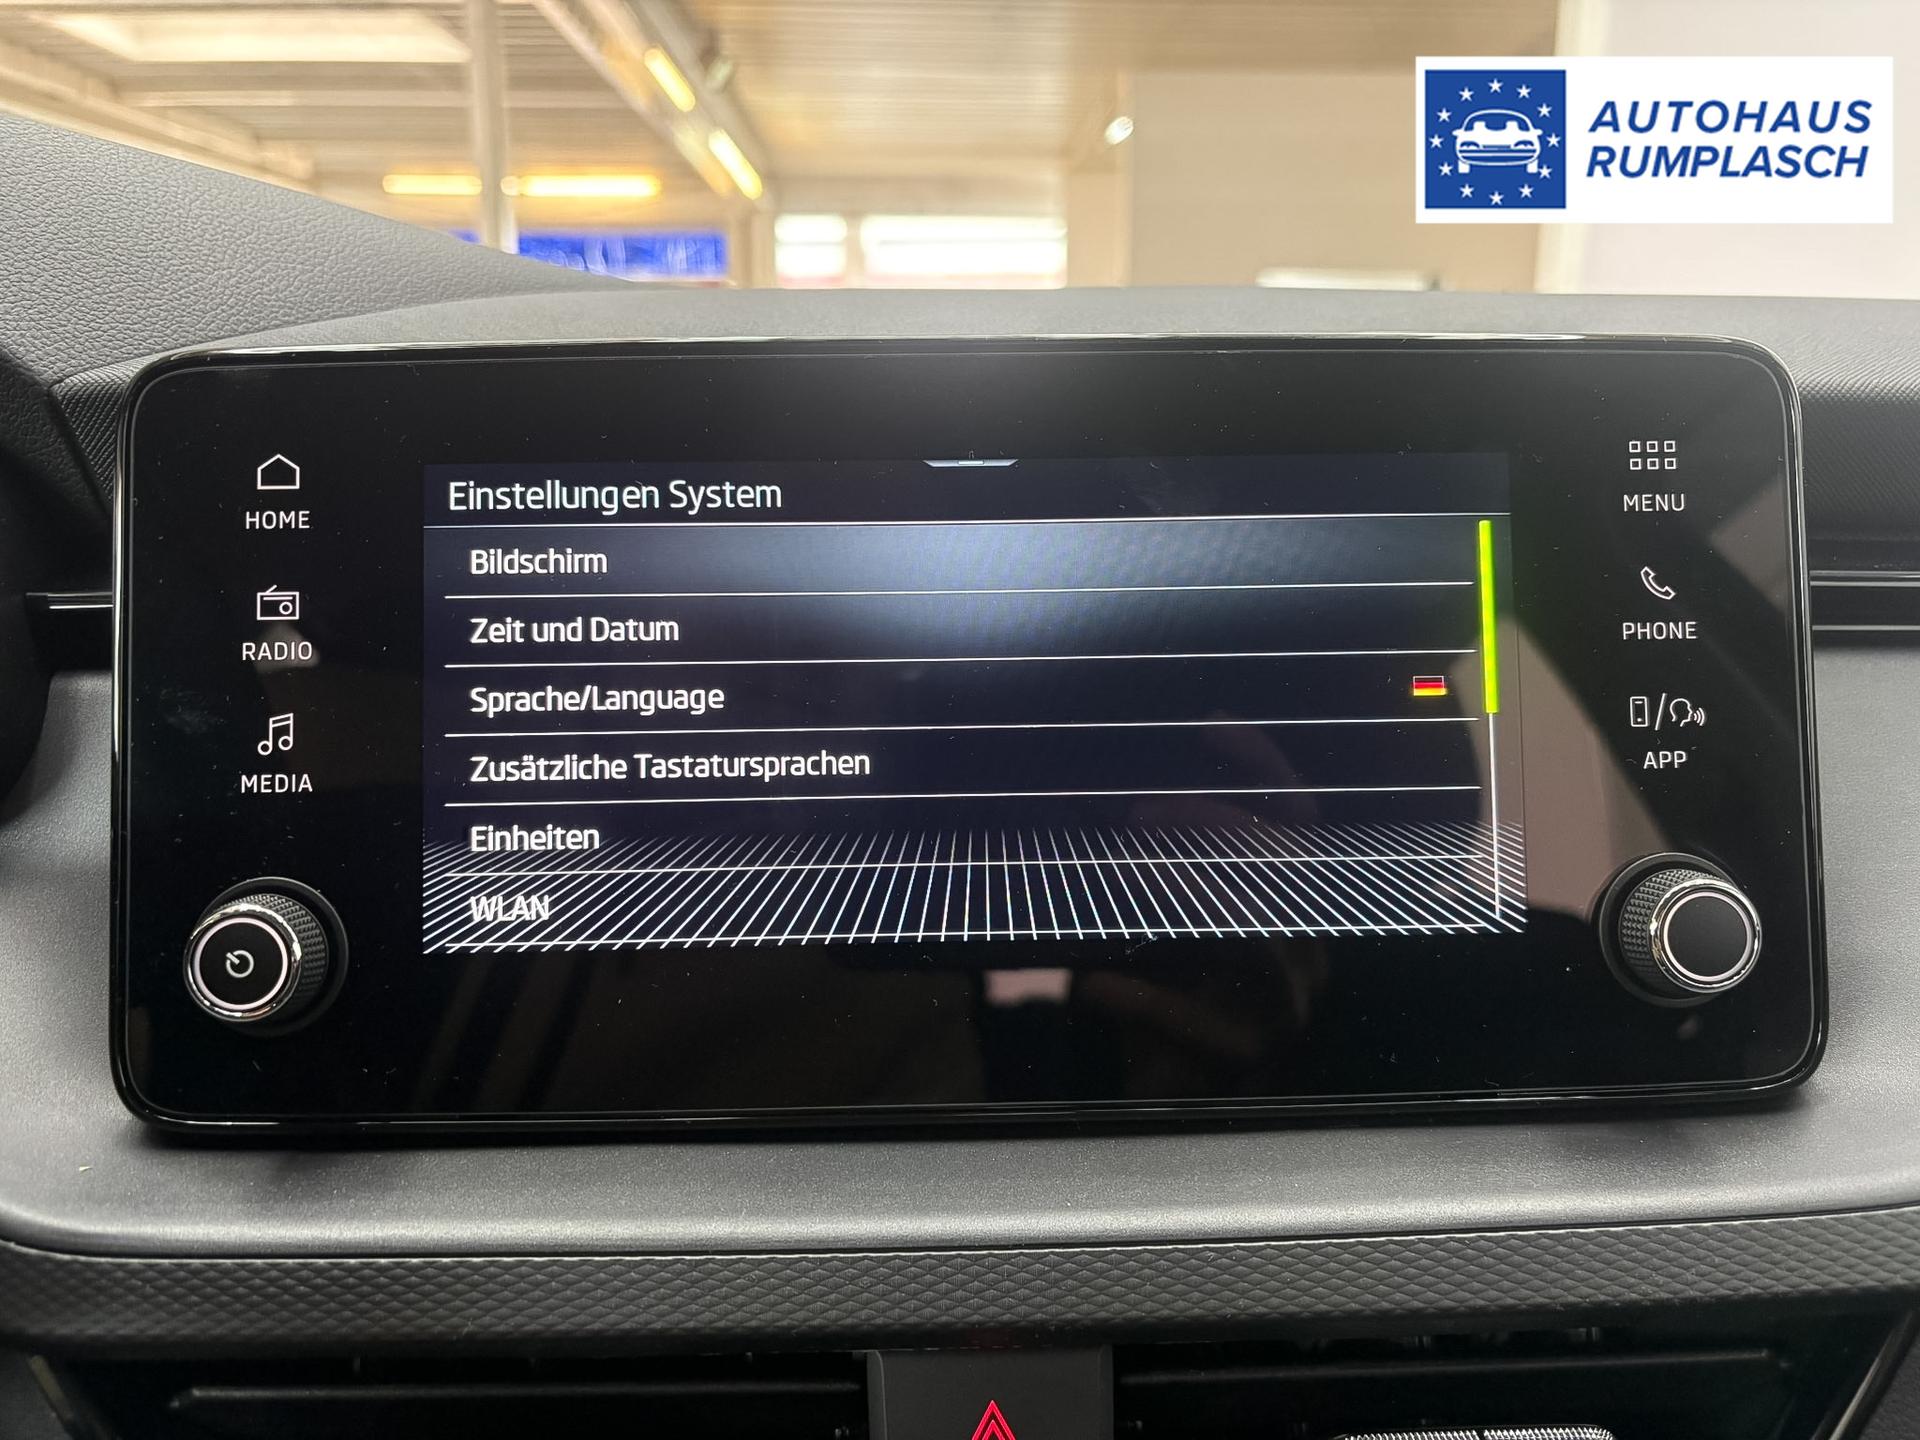 AUTOHAUS
RUMPLASCH
HOME
RADIO
MEDIA
Einstellungen System
Bildschirm
Zeit und Datum
Sprache/Language
Zusätzliche Tastatursprachen
Einheiten
WLAN
MENU
PHONE
APP